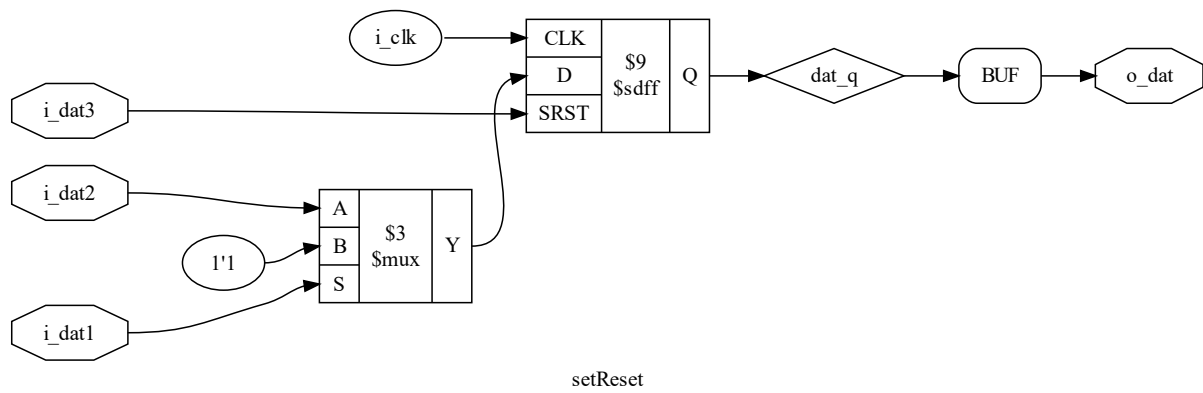 i_clk
CLK
D
SRST
$9
$sdff
Q
dat_q
BUF
o_dat
i_dat3
i_dat2
1'1
i_dat1
A
B
S
$3
$mux
Y
setReset